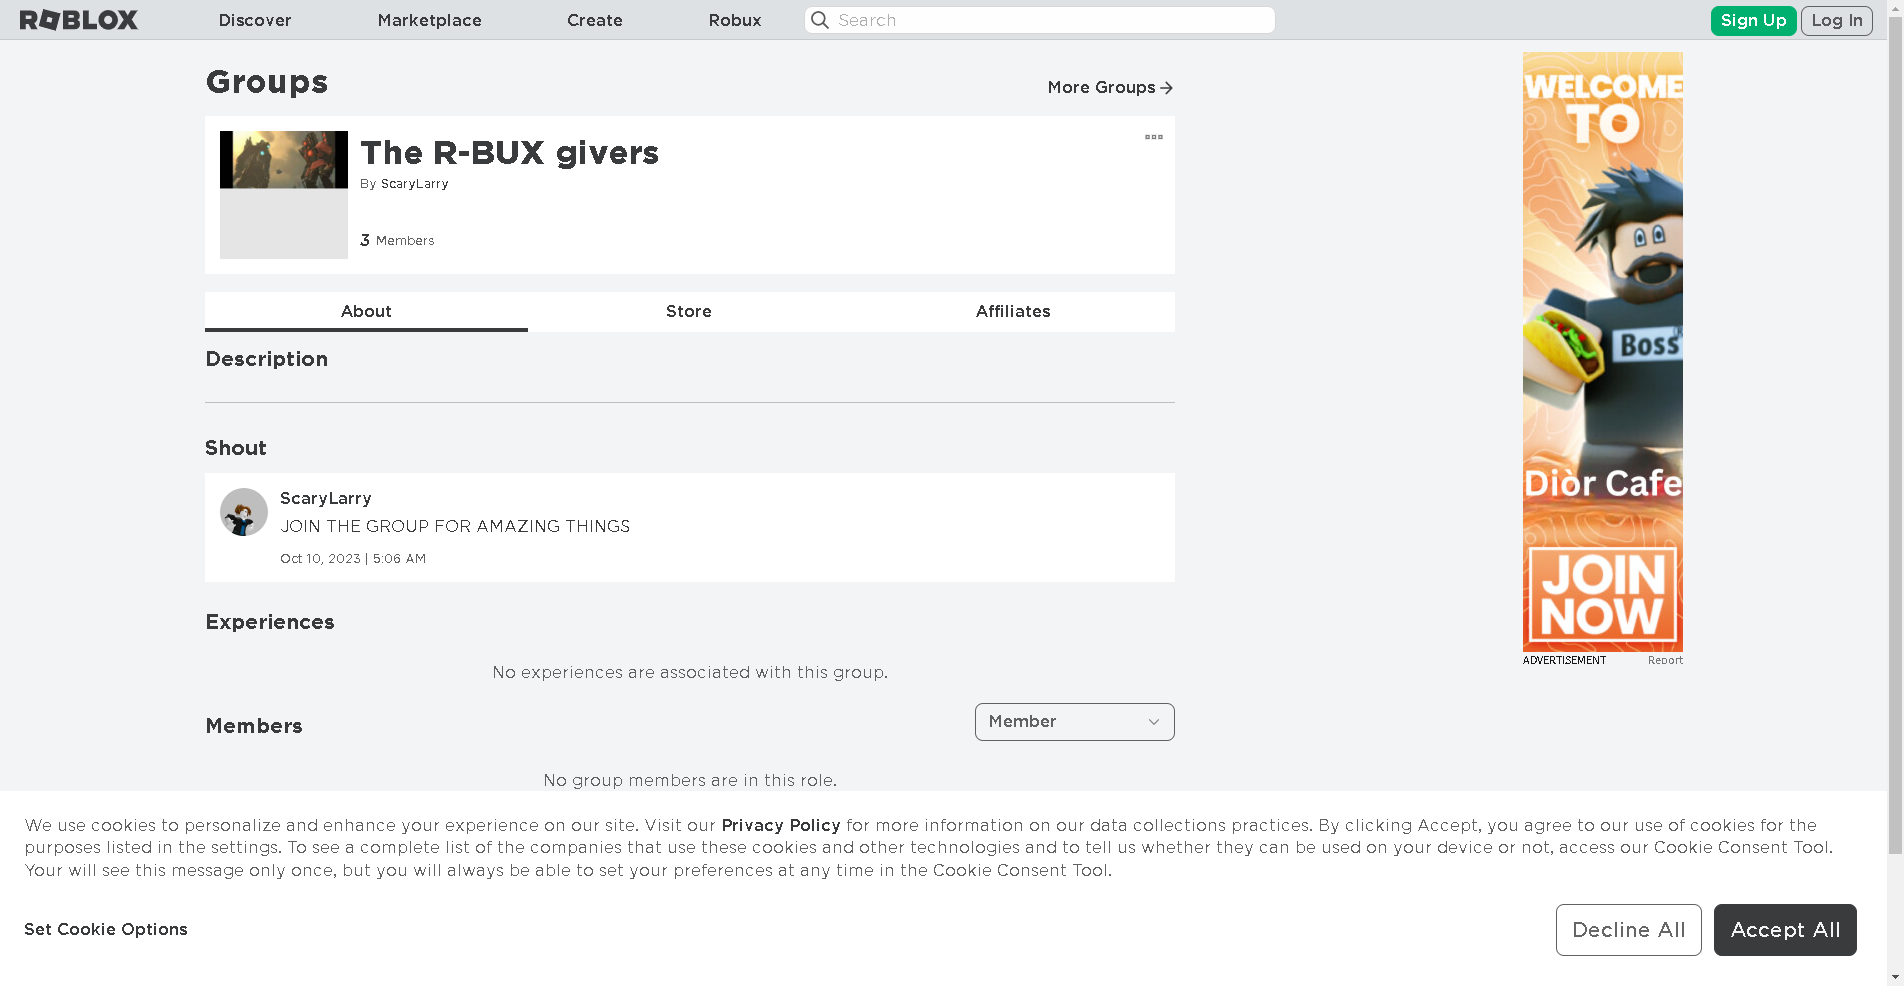 ROBLOX
Discover
Marketplace
Create
Robux
Search
Sign Up
Log In
Groups
More Groups
The R-BUX givers
By ScaryLarry
3 Members
About
Store
Affiliates
Description
Shout
ScaryLarry
JOIN THE GROUP FOR AMAZING THINGS
Oct 10, 2023 | 5:06 AM
Experiences
No experiences are associated with this group.
Members
Member
No group members are in this role.
WELCOME
TO
Boss
Diòr Cafe
JOIN
NOW
ADVERTISEMENT
Report
We use cookies to personalize and enhance your experience on our site. Visit our Privacy Policy for more information on our data collections practices. By clicking Accept, you agree to our use of cookies for the
purposes listed in the settings. To see a complete list of the companies that use these cookies and other technologies and to tell us whether they can be used on your device or not, access our Cookie Consent Tool.
Your will see this message only once, but you will always be able to set your preferences at any time in the Cookie Consent Tool.
Set Cookie Options
Decline All
Accept All